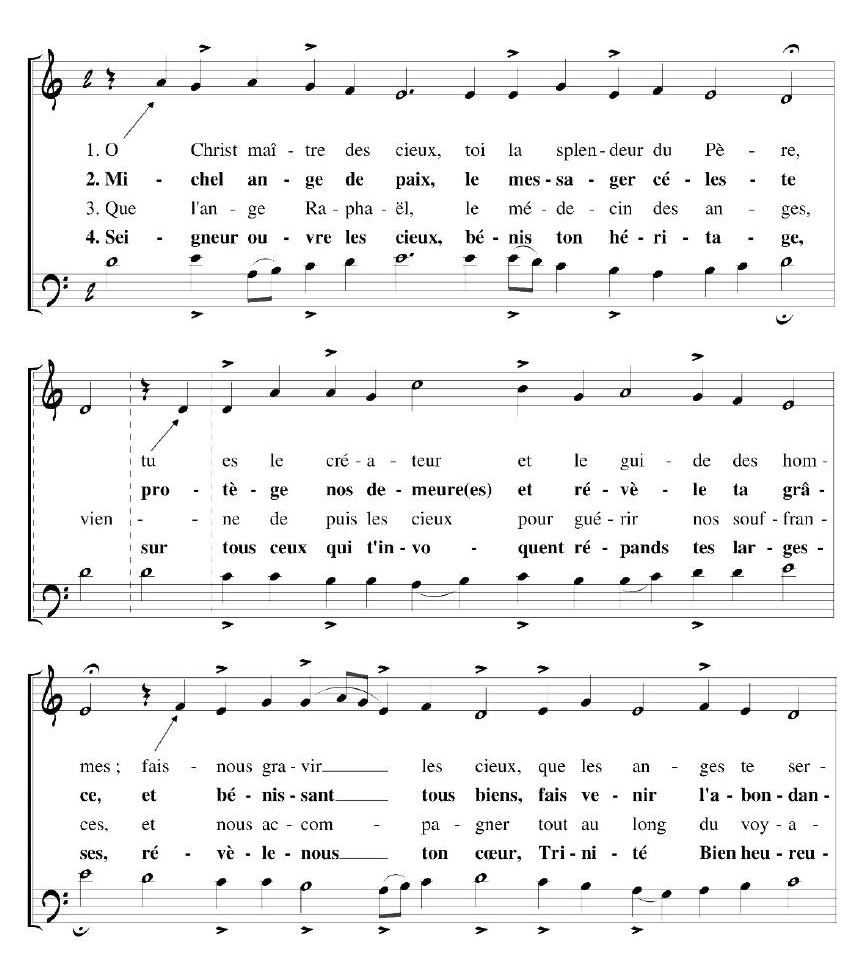 1. O Christ maî - tre des cieux, toi la splen - deur du Pè - re,
2. Mi - chel an - ge de paix, le mes - sa - ger cé - les - te
3. Que l'an - ge Ra - pha - ël, le mé - de - cin des an - ges,
4. Sei - gneur ou - vre les cieux, bé - nis ton hé - ri - ta - ge,
tu es le cré - a - teur et le gui - de des hom -
pro - tè - ge nos de - meure(es) et ré - vè - le ta grâ -
vien - - ne de puis les cieux pour gué - rir nos souf - fran -
sur tous ceux qui t'in - vo - quent ré - pands tes lar - ges -
mes ; fais - nous gra - vir les cieux, que les an - ges te ser -
ce, et bé - nis - sant tous biens, fais ve - nir l'a - bon - dan -
ces, et nous ac - com - pa - gner tout au long du voy - a -
ses, ré - vè - le - nous ton cœur, Tri - ni - té Bien heu - reu -